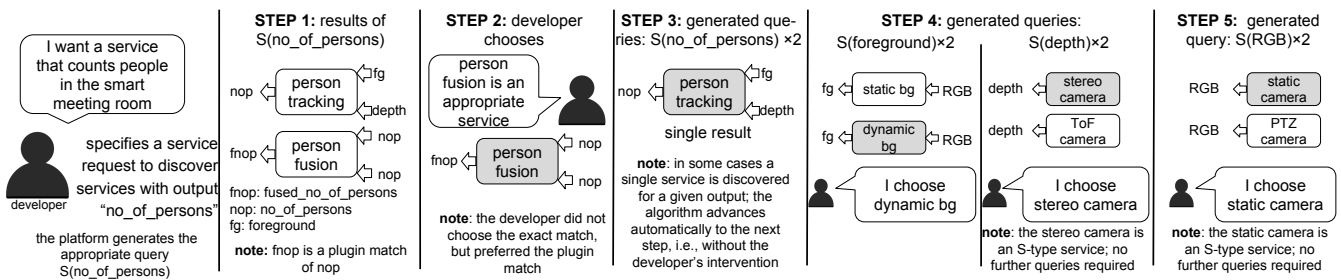 I want a service
that counts people
in the smart
meeting room
specifies a service
request to discover
services with output
"no_of_persons"
developer
the platform generates the
appropriate query
S(no_of_persons)
STEP 1: results of
S(no_of_persons)
nop
person
tracking
fg
depth
fnop
person
fusion
nop
nop
fnop: fused_no_of_persons
nop: no_of_persons
fg: foreground
note: fnop is a plugin match
of nop
STEP 2: developer
chooses
person
fusion is an
appropriate
service
fnop
person
fusion
nop
nop
note: the developer did not
choose the exact match,
but preferred the plugin
match
STEP 3: generated que-
ries: S(no_of_persons) ×2
nop
person
tracking
fg
depth
single result
note: in some cases a
single service is discovered
for a given output; the
algorithm advances
automatically to the next
step, i.e., without the
developer's intervention
STEP 4: generated queries:
S(foreground)×2
fg
static bg
RGB
fg
dynamic
bg
RGB
I choose
dynamic bg
S(depth)×2
depth
stereo
camera
depth
ToF
camera
I choose
stereo camera
note: the stereo camera is
an S-type service; no
further queries required
STEP 5: generated
query: S(RGB)×2
RGB
static
camera
RGB
PTZ
camera
I choose
static camera
note: the static camera is
an S-type service; no
further queries required